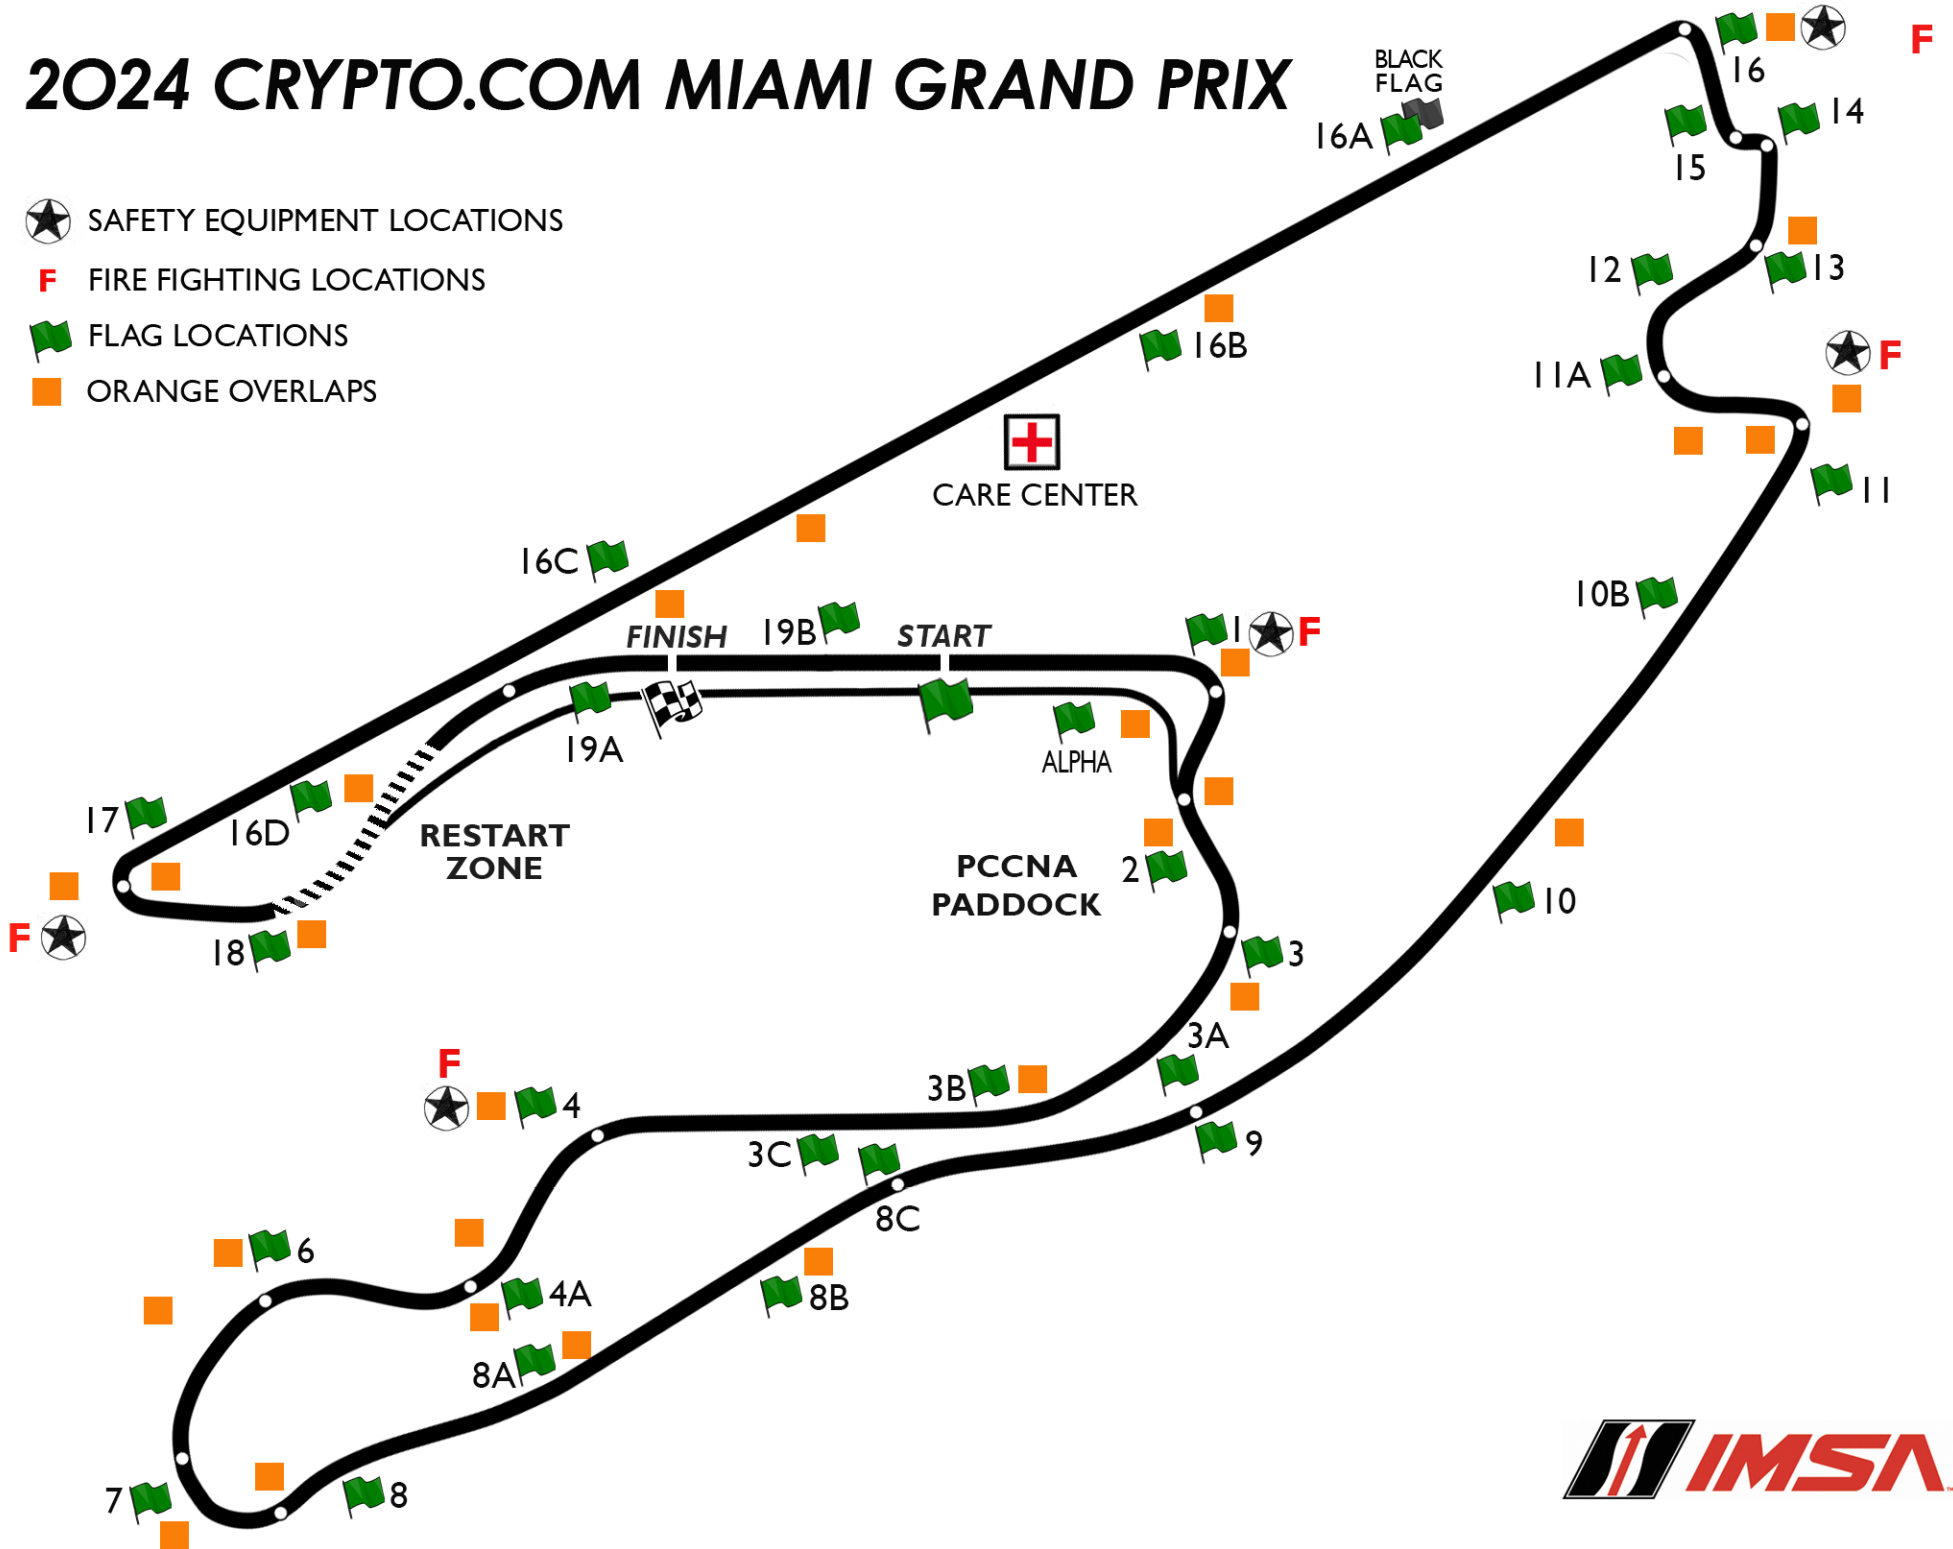 2024 CRYPTO.COM MIAMI GRAND PRIX
SAFETY EQUIPMENT LOCATIONS
F FIRE FIGHTING LOCATIONS
FLAG LOCATIONS
ORANGE OVERLAPS
BLACK
FLAG
16A
16
F
15
14
12
13
11A
F
11
16B
CARE CENTER
16C
10B
FINISH
19B
START
1
F
19A
ALPHA
17
16D
RESTART
ZONE
PCCNA
PADDOCK
2
10
F
18
3
3A
F
3B
4
3C
9
8C
6
4A
8B
8A
7
8
IMSA